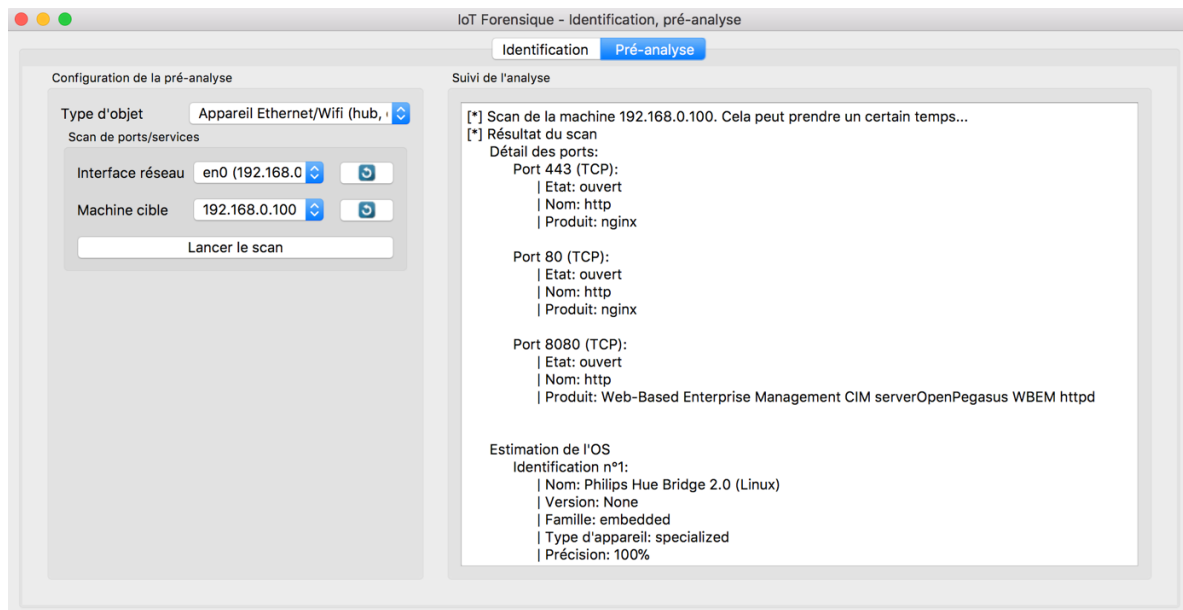 IoT Forensique - Identification, pré-analyse
Identification
Pré-analyse
Configuration de la pré-analyse
Type d'objet
Appareil Ethernet/Wifi (hub,
Scan de ports/services
Interface réseau
en0 (192.168.0
Machine cible
192.168.0.100
Lancer le scan
Suivi de l'analyse
[*] Scan de la machine 192.168.0.100. Cela peut prendre un certain temps...
[*] Résultat du scan
Détail des ports:
Port 443 (TCP):
| Etat: ouvert
| Nom: http
| Produit: nginx
Port 80 (TCP):
| Etat: ouvert
| Nom: http
| Produit: nginx
Port 8080 (TCP):
| Etat: ouvert
| Nom: http
| Produit: Web-Based Enterprise Management CIM serverOpenPegasus WBEM httpd
Estimation de l'OS
Identification n°1:
| Nom: Philips Hue Bridge 2.0 (Linux)
| Version: None
| Famille: embedded
| Type d'appareil: specialized
| Précision: 100%